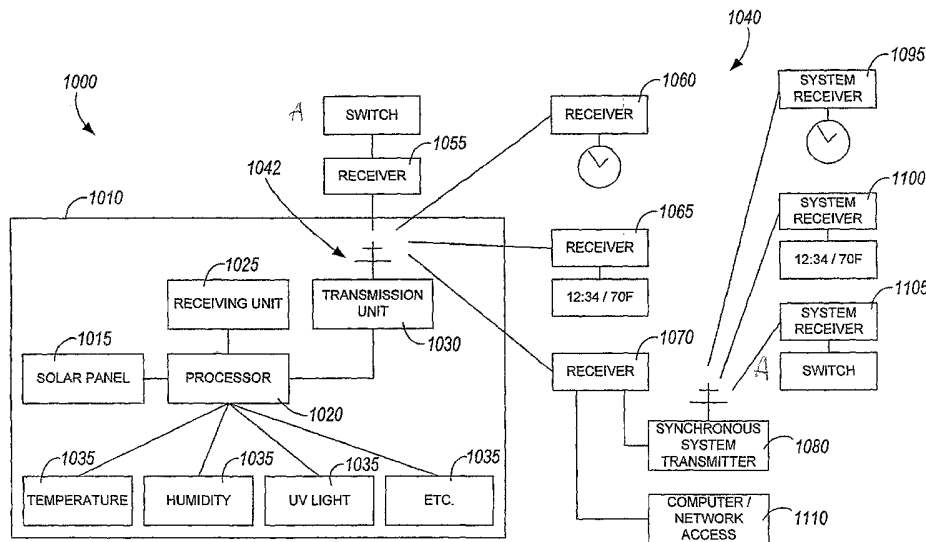 1040
1095
1000
1060
SYSTEM
RECEIVER
A
SWITCH
RECEIVER
1055
1042
RECEIVER
1100
1010
1065
SYSTEM
RECEIVER
1025
RECEIVER
12:34 / 70F
1105
RECEIVING UNIT
TRANSMISSION
UNIT
12:34 / 70F
SYSTEM
RECEIVER
1015
1030
1070
SOLAR PANEL
PROCESSOR
RECEIVER
A
SWITCH
1020
SYNCHRONOUS
SYSTEM
TRANSMITTER
1080
1035
1035
1035
1035
TEMPERATURE
HUMIDITY
UV LIGHT
ETC.
COMPUTER /
NETWORK
ACCESS
1110